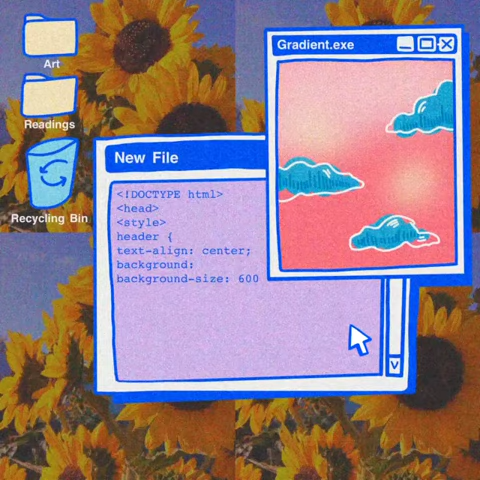 Art
Readings
Recycling Bin
New File
<!DOCTYPE html>
<head>
<style>
header {
text-align: center;
background:
background-size: 600
Gradient.exe